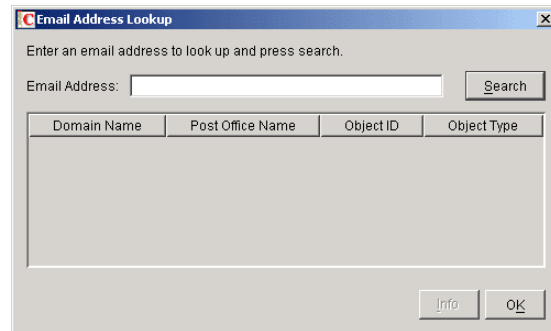 Email Address Lookup
Enter an email address to look up and press search.
Email Address: Search
Domain Name Post Office Name Object ID Object Type
Info OK